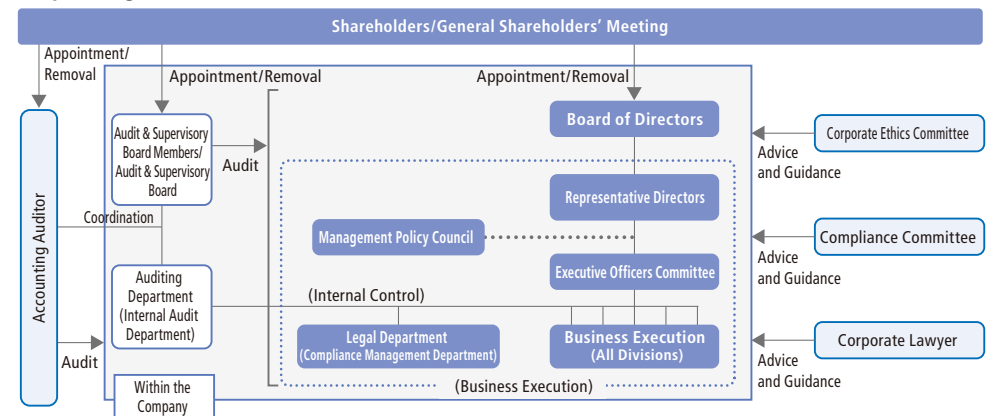 Shareholders/General Shareholders' Meeting
Appointment/
Removal
Appointment/Removal
Appointment/Removal
Audit & Supervisory
Board Members/
Audit & Supervisory
Board
Audit
Board of Directors
Corporate Ethics Committee
Advice
and Guidance
Representative Directors
Accounting Auditor
Coordination
Management Policy Council
Compliance Committee
Advice
and Guidance
Executive Officers Committee
Auditing
Department
(Internal Audit
Department)
(Internal Control)
Legal Department
(Compliance Management Department)
Business Execution
(All Divisions)
Corporate Lawyer
Advice
and Guidance
Audit
(Business Execution)
Within the
Company